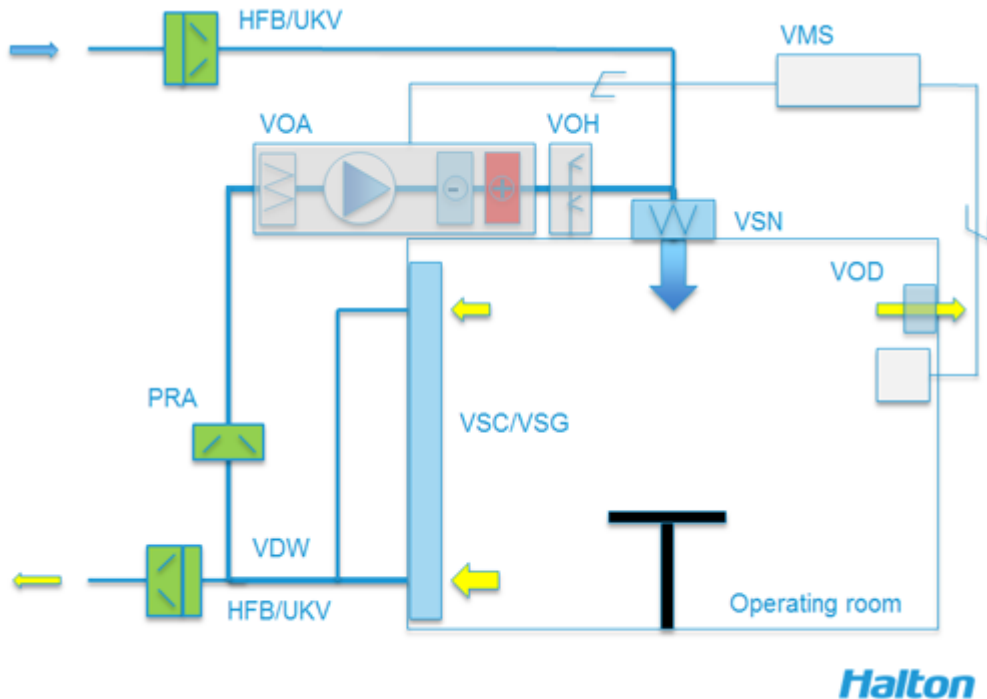 HFB/UKV
VMS
VOA
VOH
-
+
VSN
VOD
PRA
VSC/VSG
VDW
HFB/UKV
Operating room
Halton